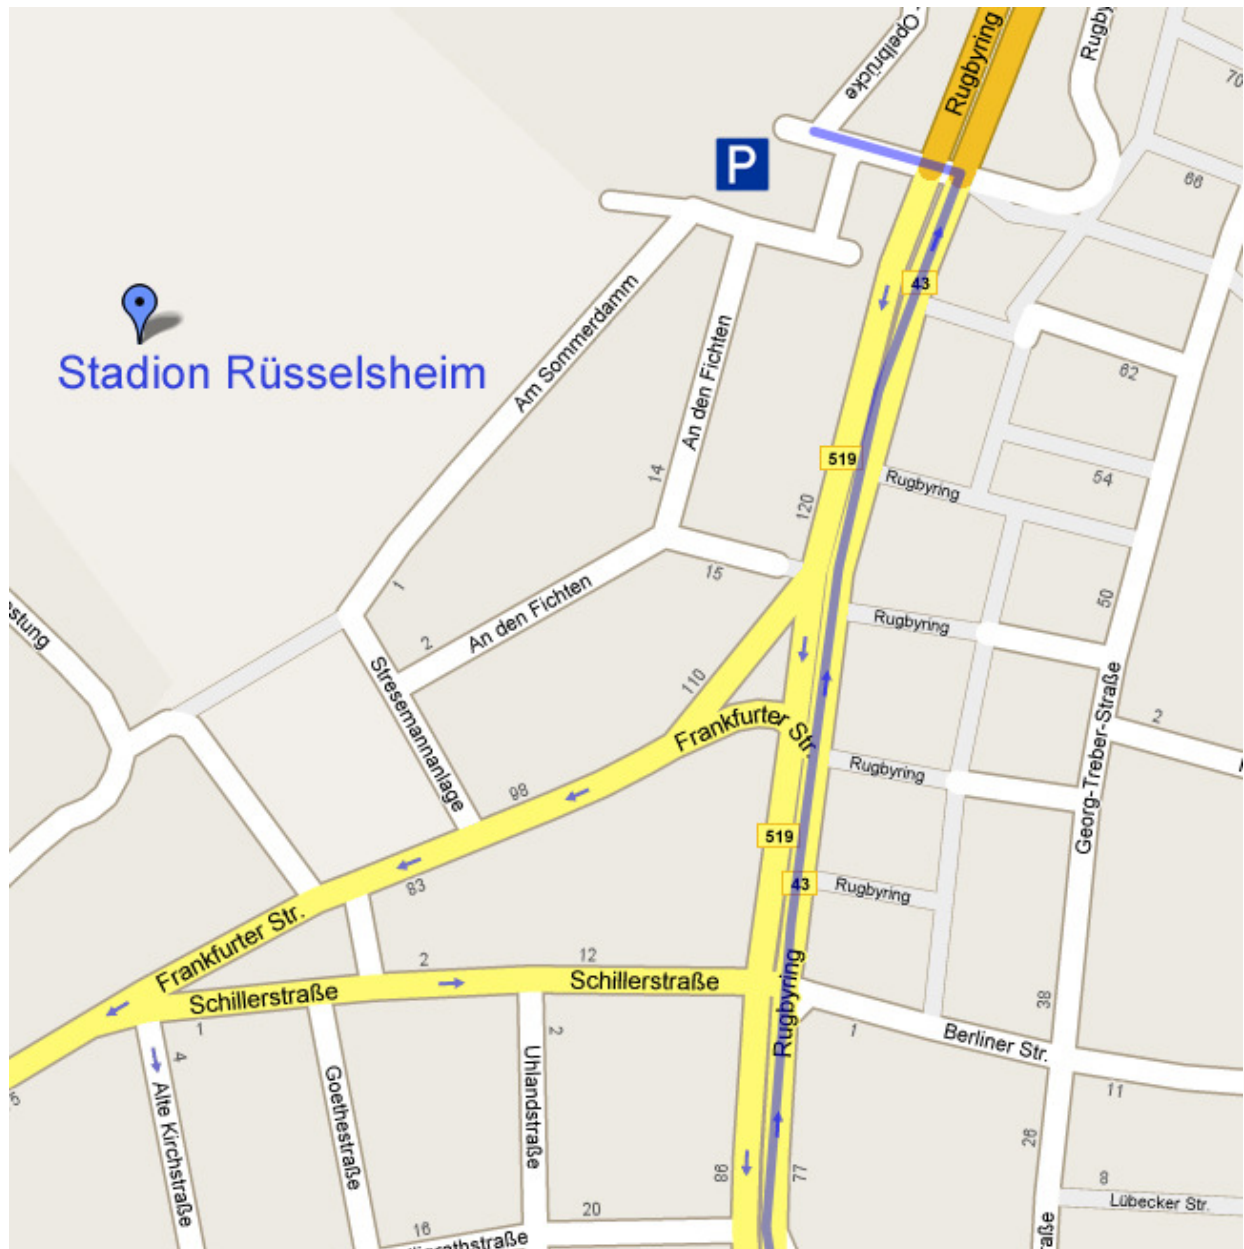 Opelbrücke
Rugbyring
Rugby
70
P
66
43
Stadion Rüsselsheim
Am Sommerdamm
An den Fichten
62
519
14
120
Rugbyring
54
1
15
50
2
An den Fichten
Rugbyring
estung
Stresemannanlage
110
Frankfurter Str.
Georg-Treber-Straße
2
98
Rugbyring
519
83
43
Rugbyring
Frankfurter Str.
2
12
Schillerstraße
Schillerstraße
Rugbyring
38
1
4
2
1
Berliner Str.
Alte Kirchstraße
Goethestraße
Uhlandstraße
11
26
86
77
8
Lübecker Str.
16
20
raße